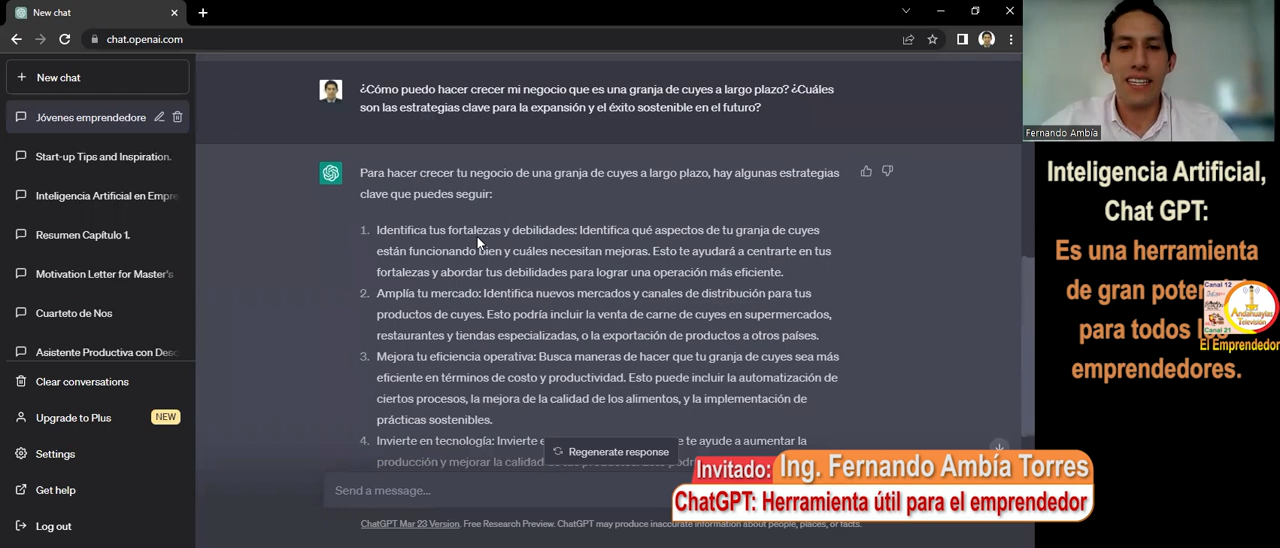 New chat
chat.openai.com
New chat
Jóvenes emprendedore
Start-up Tips and Inspiration.
Inteligencia Artificial en Empre
Resumen Capítulo 1.
Motivation Letter for Master's
Cuarteto de Nos
Asistente Productiva con Desc
Clear conversations
Upgrade to Plus NEW
Settings
Get help
Log out
¿Cómo puedo hacer crecer mi negocio que es una granja de cuyes a largo plazo? ¿Cuáles
son las estrategias clave para la expansión y el éxito sostenible en el futuro?
Para hacer crecer tu negocio de una granja de cuyes a largo plazo, hay algunas estrategias
clave que puedes seguir:
1. Identifica tus fortalezas y debilidades: Identifica qué aspectos de tu granja de cuyes
están funcionando bien y cuáles necesitan mejoras. Esto te ayudará a centrarte en tus
fortalezas y abordar tus debilidades para lograr una operación más eficiente.
2. Amplía tu mercado: Identifica nuevos mercados y canales de distribución para tus
productos de cuyes. Esto podría incluir la venta de carne de cuyes en supermercados,
restaurantes y tiendas especializadas, o la exportación de productos a otros países.
3. Mejora tu eficiencia operativa: Busca maneras de hacer que tu granja de cuyes sea más
eficiente en términos de costo y productividad. Esto puede incluir la automatización de
ciertos procesos, la mejora de la calidad de los alimentos, y la implementación de
prácticas sostenibles.
4. Invierte en tecnología: Invierte e te ayude a aumentar la
producción y mejorar la calidad
Regenerate response
Send a message...
ChatGPT Mar 23 Version. Free Research Preview. ChatGPT may produce inaccurate information about people, places, or facts.
Fernando Ambía
Inteligencia Artificial,
Chat GPT:
Es una herramienta
de gran poten
para todos l
emprendedores.
Canal 12
Canal 21
Andahuaylas
Televisión
El Emprendedor
Invitado: Ing. Fernando Ambía Torres
ChatGPT: Herramienta útil para el emprendedor